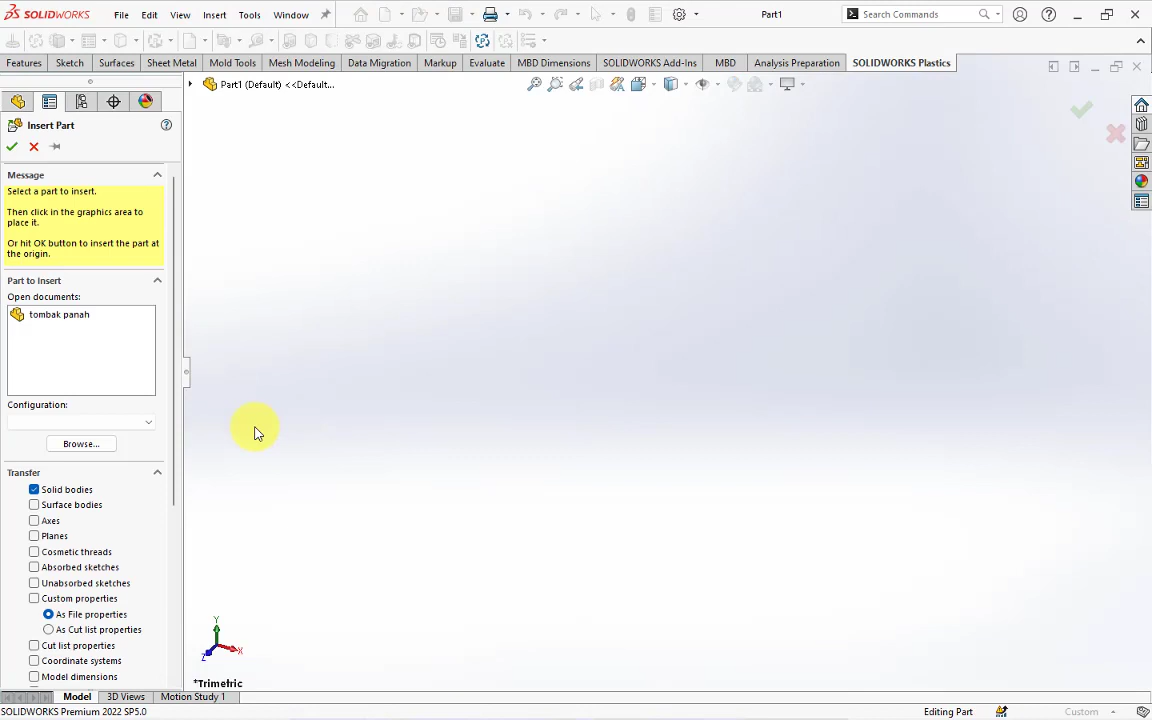 SOLIDWORKS File Edit View Insert Tools Window Part1 Search Commands
Features Sketch Surfaces Sheet Metal Mold Tools Mesh Modeling Data Migration Markup Evaluate MBD Dimensions SOLIDWORKS Add-Ins MBD Analysis Preparation SOLIDWORKS Plastics
Part1 (Default) <<Default...
Insert Part
Message
Select a part to insert.
Then click in the graphics area to
place it.
Or hit OK button to insert the part at
the origin.
Part to Insert
Open documents:
tombak panah
Configuration:
Browse...
Transfer
Solid bodies
Surface bodies
Axes
Planes
Cosmetic threads
Absorbed sketches
Unabsorbed sketches
Custom properties
As File properties
As Cut list properties
Cut list properties
Coordinate systems
Model dimensions
Y
X
Z
*Trimetric
Model 3D Views Motion Study 1
SOLIDWORKS Premium 2022 SP5.0 Editing Part Custom